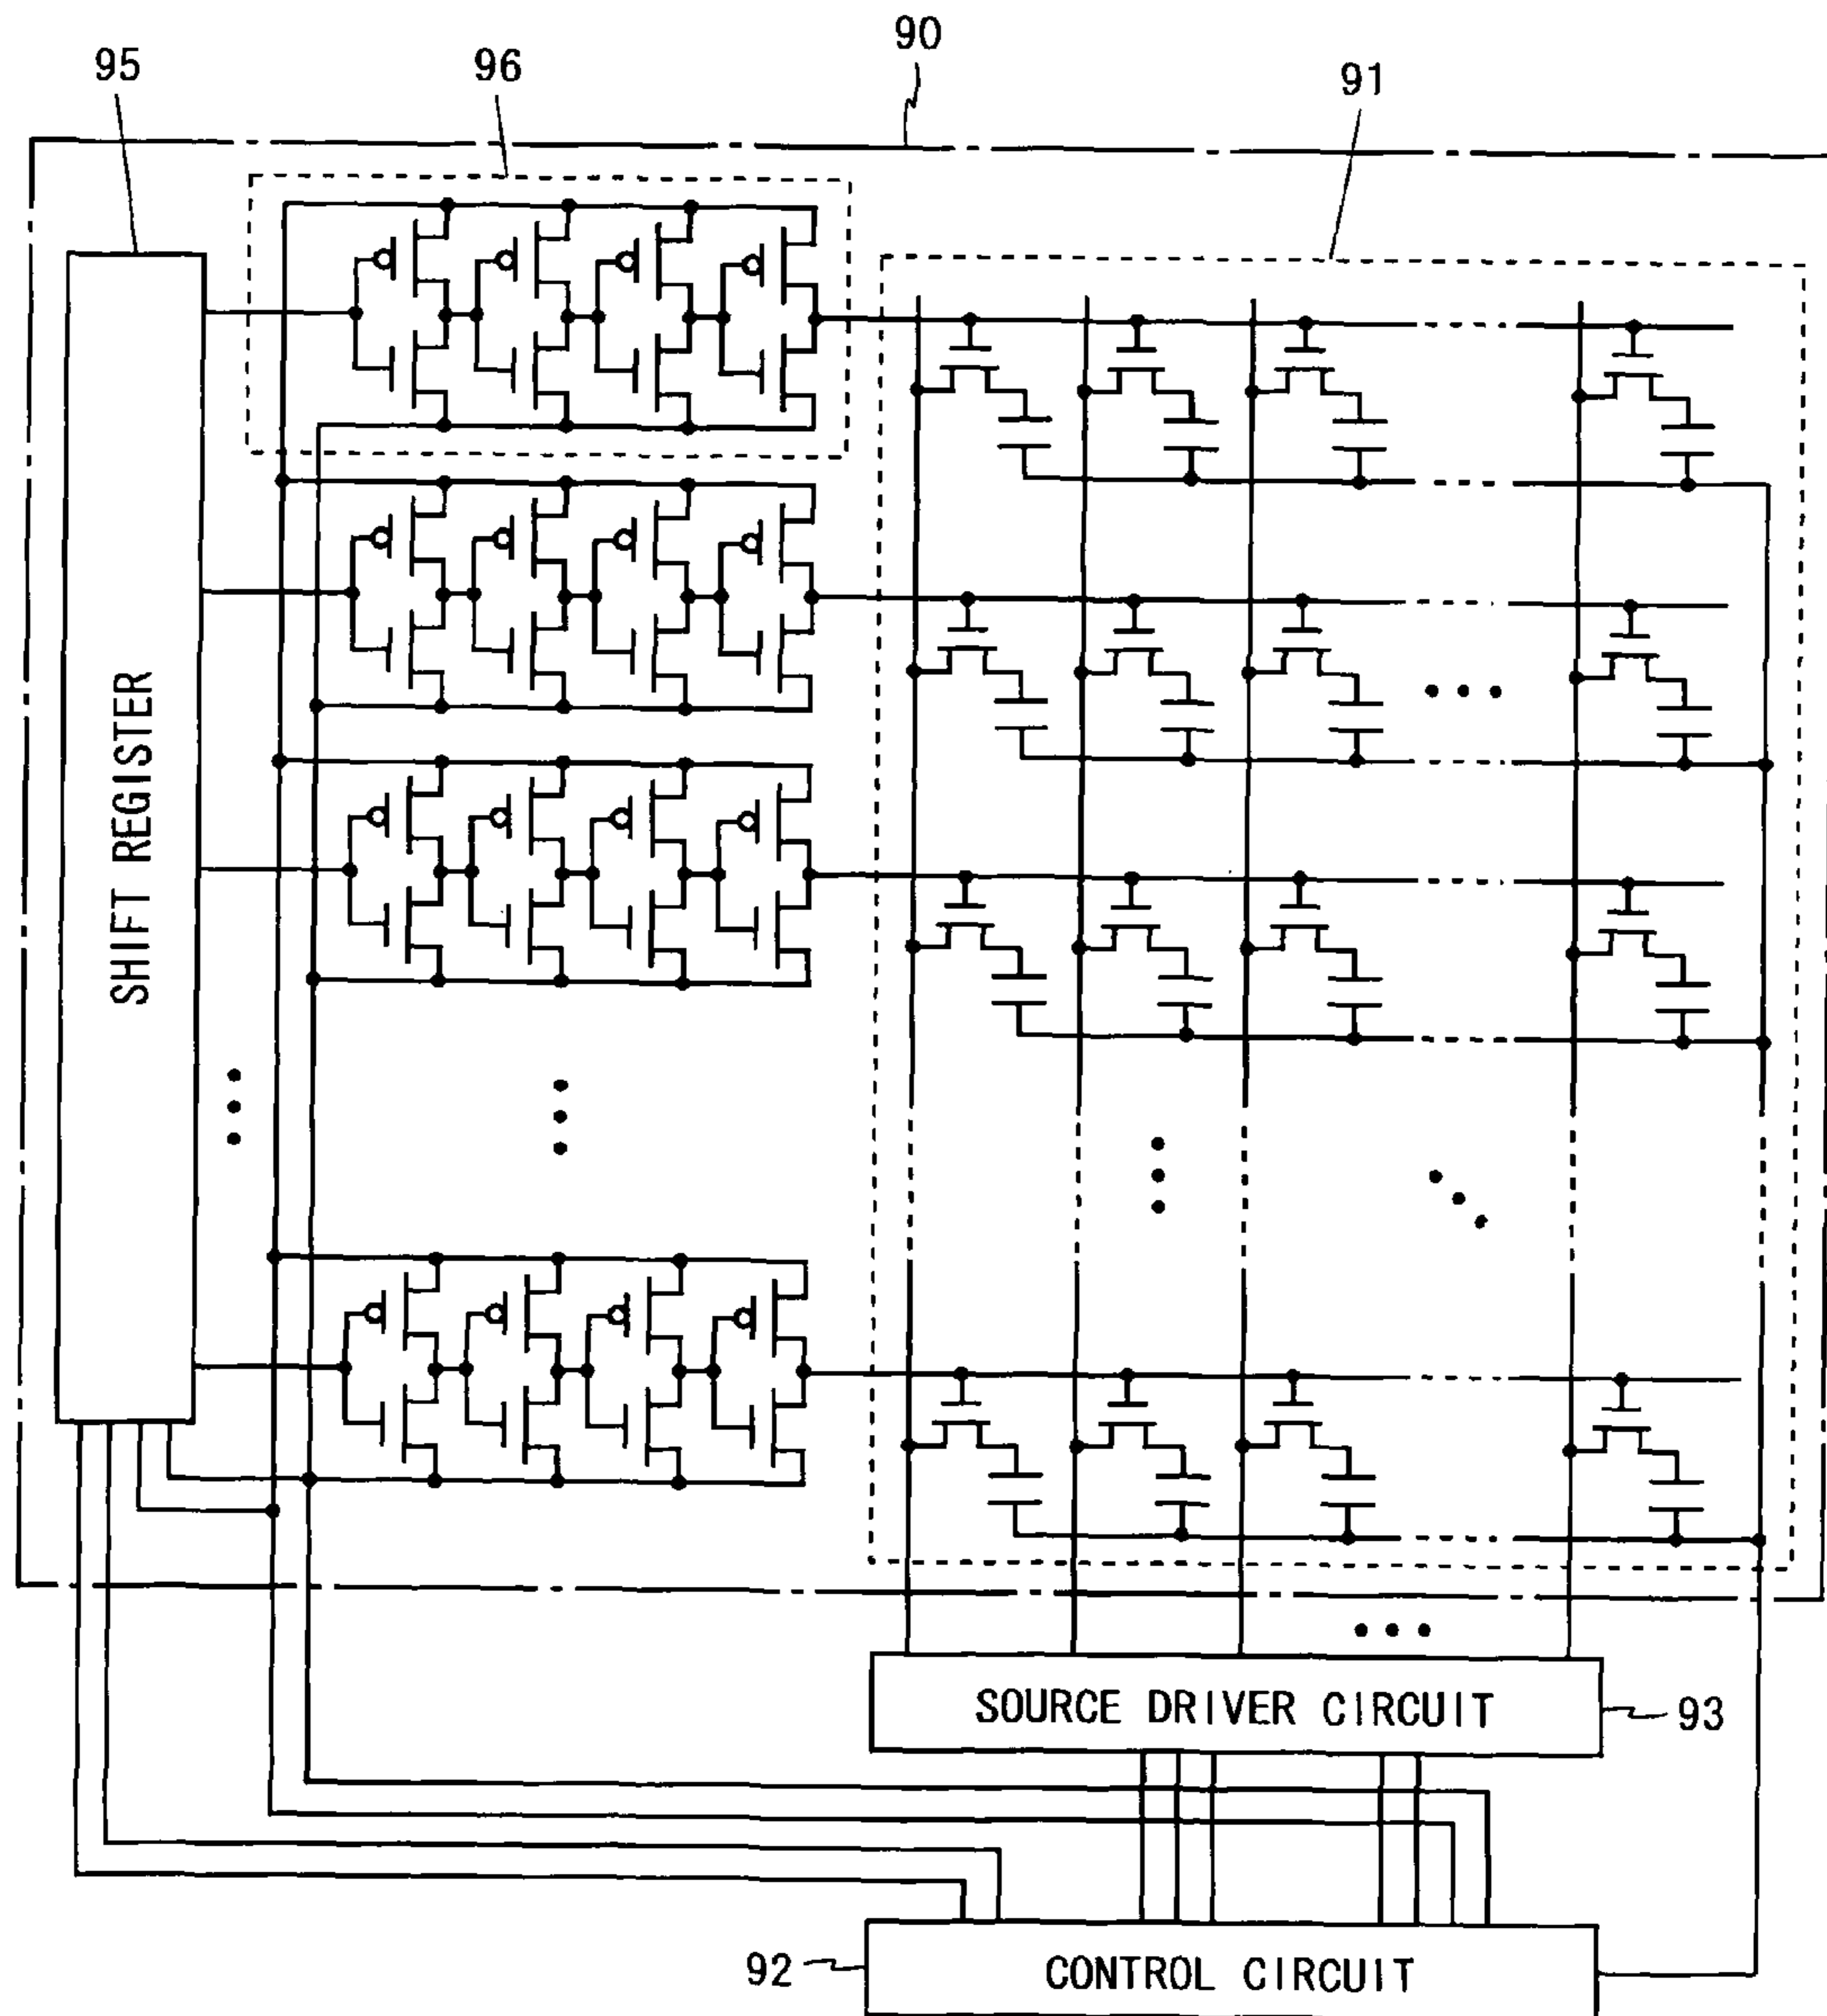 90
95
96
91
SHIFT REGISTER
SOURCE DRIVER CIRCUIT
93
92
CONTROL CIRCUIT